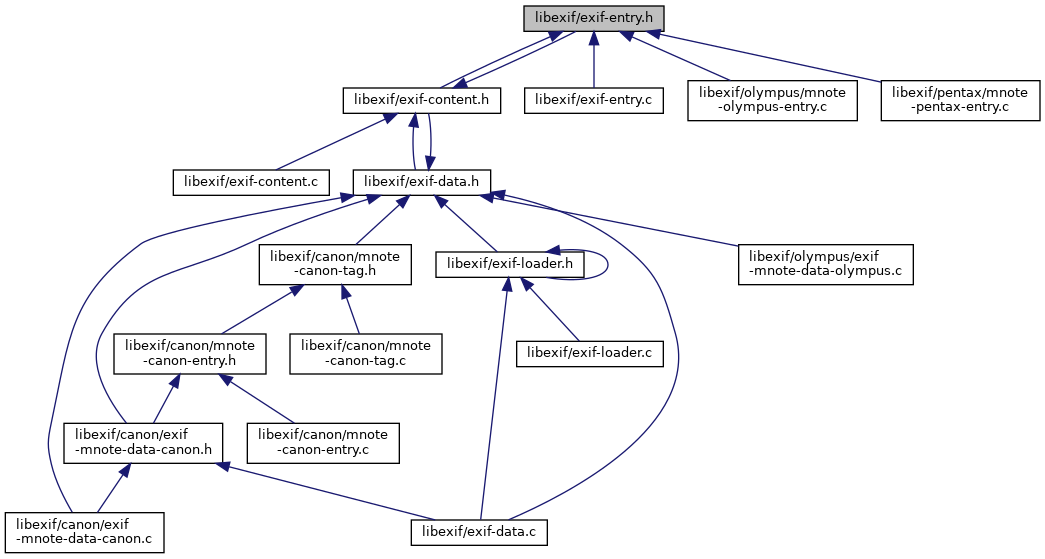 libexif/exif-entry.h
libexif/olympus/mnote
-olympus-entry.c
libexif/pentax/mnote
-pentax-entry.c
libexif/exif-content.h
libexif/exif-entry.c
libexif/exif-content.c
libexif/exif-data.h
libexif/canon/mnote
-canon-tag.h
libexif/exif-loader.h
libexif/olympus/exif
-mnote-data-olympus.c
libexif/canon/mnote
-canon-entry.h
libexif/canon/mnote
-canon-tag.c
libexif/exif-loader.c
libexif/canon/exif
-mnote-data-canon.h
libexif/canon/mnote
-canon-entry.c
libexif/canon/exif
-mnote-data-canon.c
libexif/exif-data.c